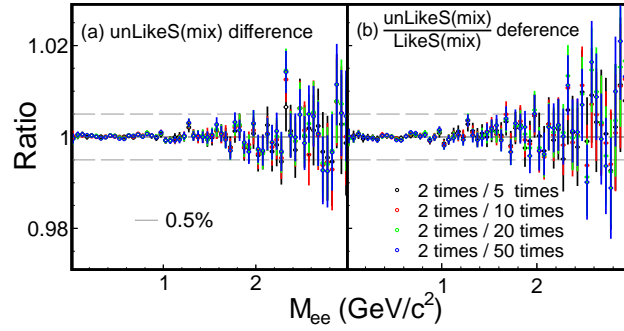 (a) unLikeS(mix) difference
(b) unLikeS(mix)
LikeS(mix)
deference
1.02
1
0.98
Ratio
0.5%
2 times / 5 times
2 times / 10 times
2 times / 20 times
2 times / 50 times
1
2
1
2
M_ee (GeV/c²)